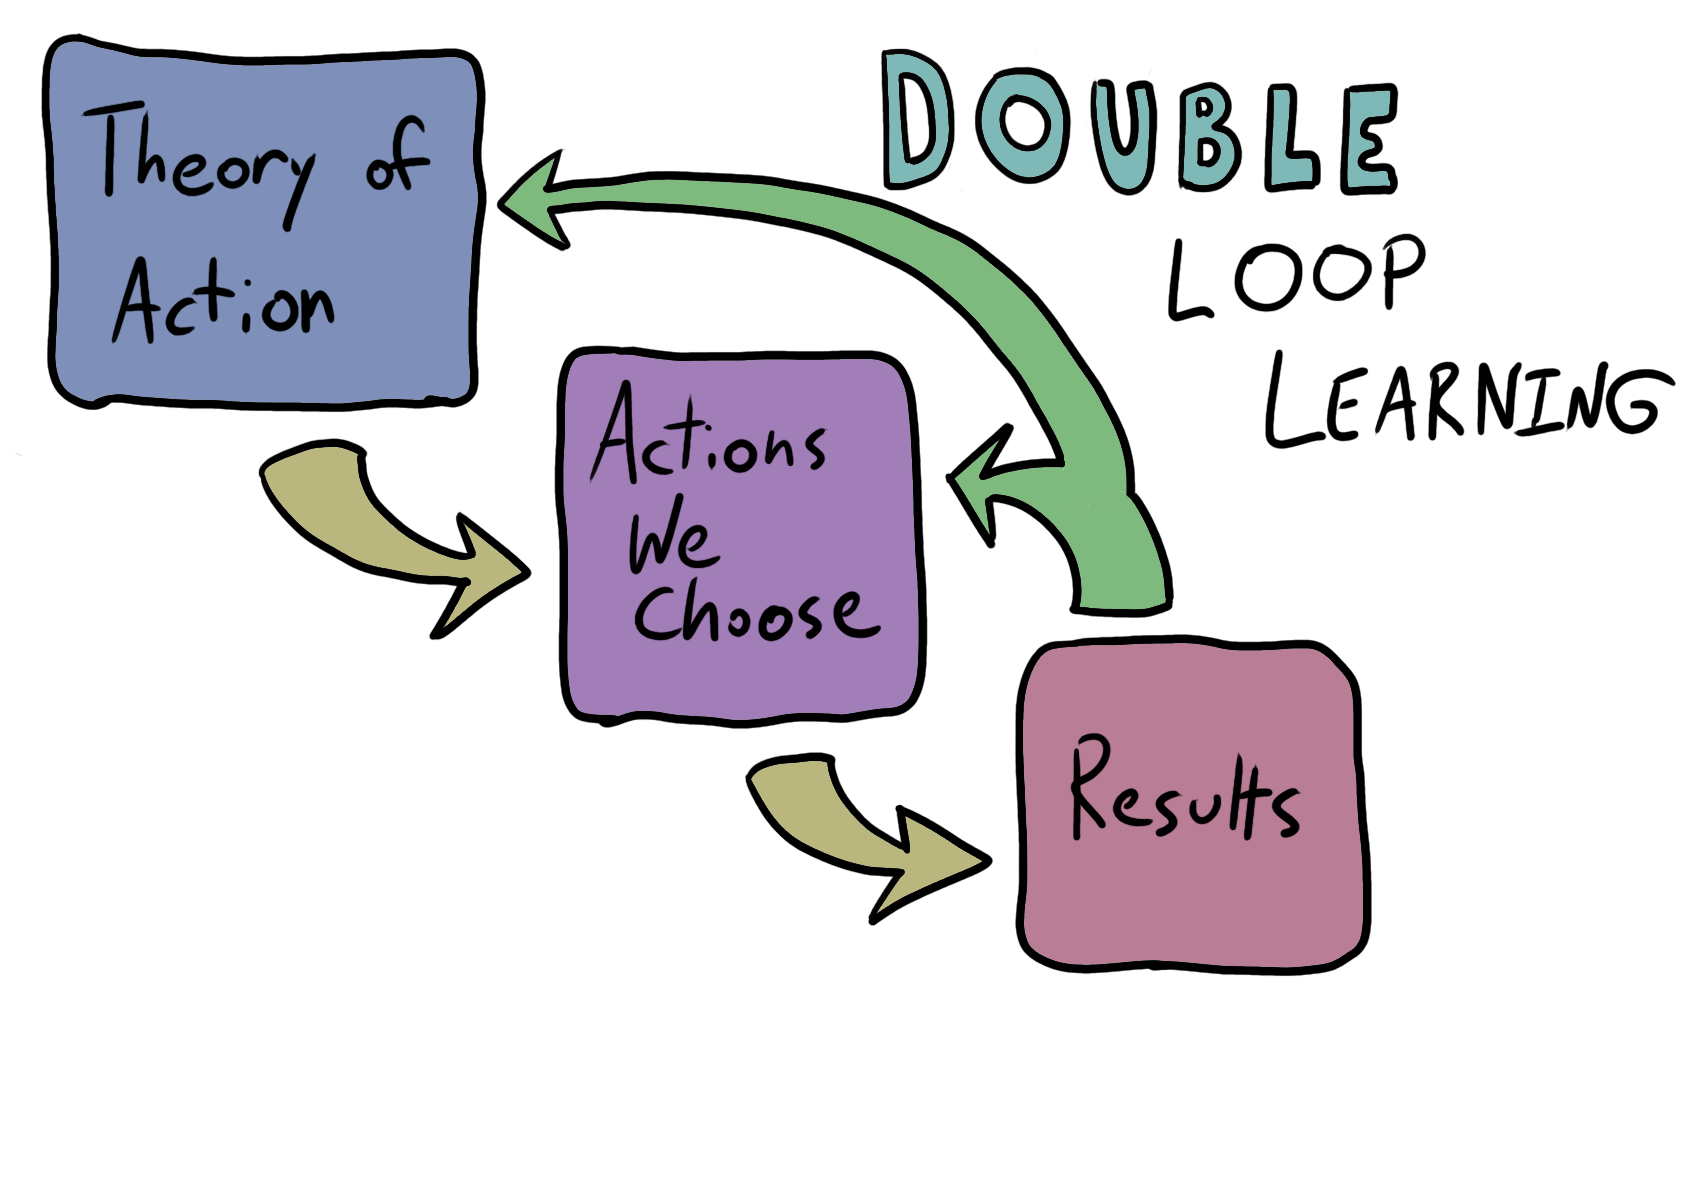 Theory of
Action
Actions
We
Choose
Results
DOUBLE
LOOP
LEARNING